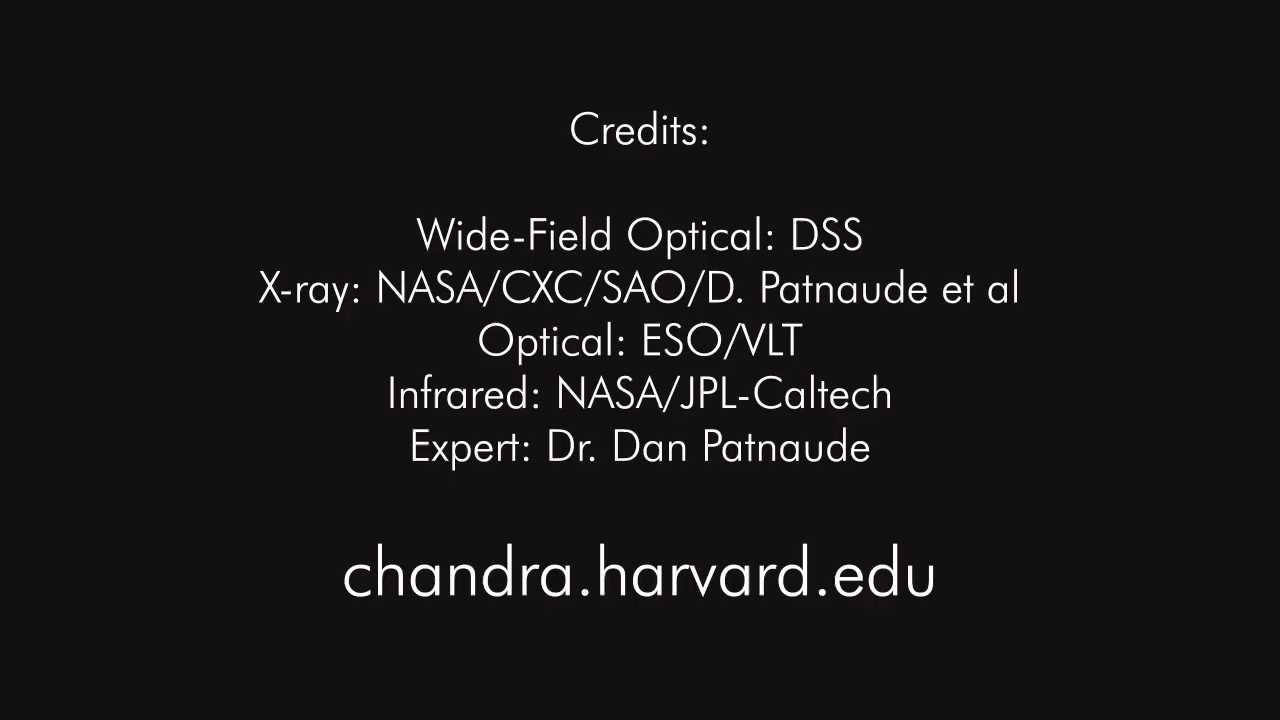 Credits:
Wide-Field Optical: DSS
X-ray: NASA/CXC/SAO/D. Patnaude et al
Optical: ESO/VLT
Infrared: NASA/JPL-Caltech
Expert: Dr. Dan Patnaude
chandra.harvard.edu